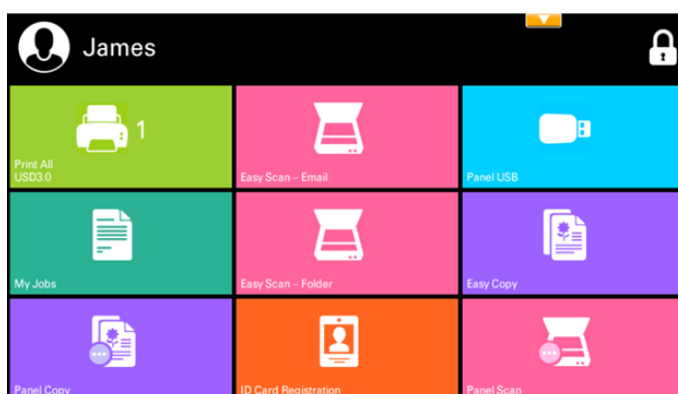 James
1
Print All
USD3.0
Easy Scan – Email
Panel USB
My Jobs
Easy Scan – Folder
Easy Copy
Panel Copy
ID Card Registration
Panel Scan